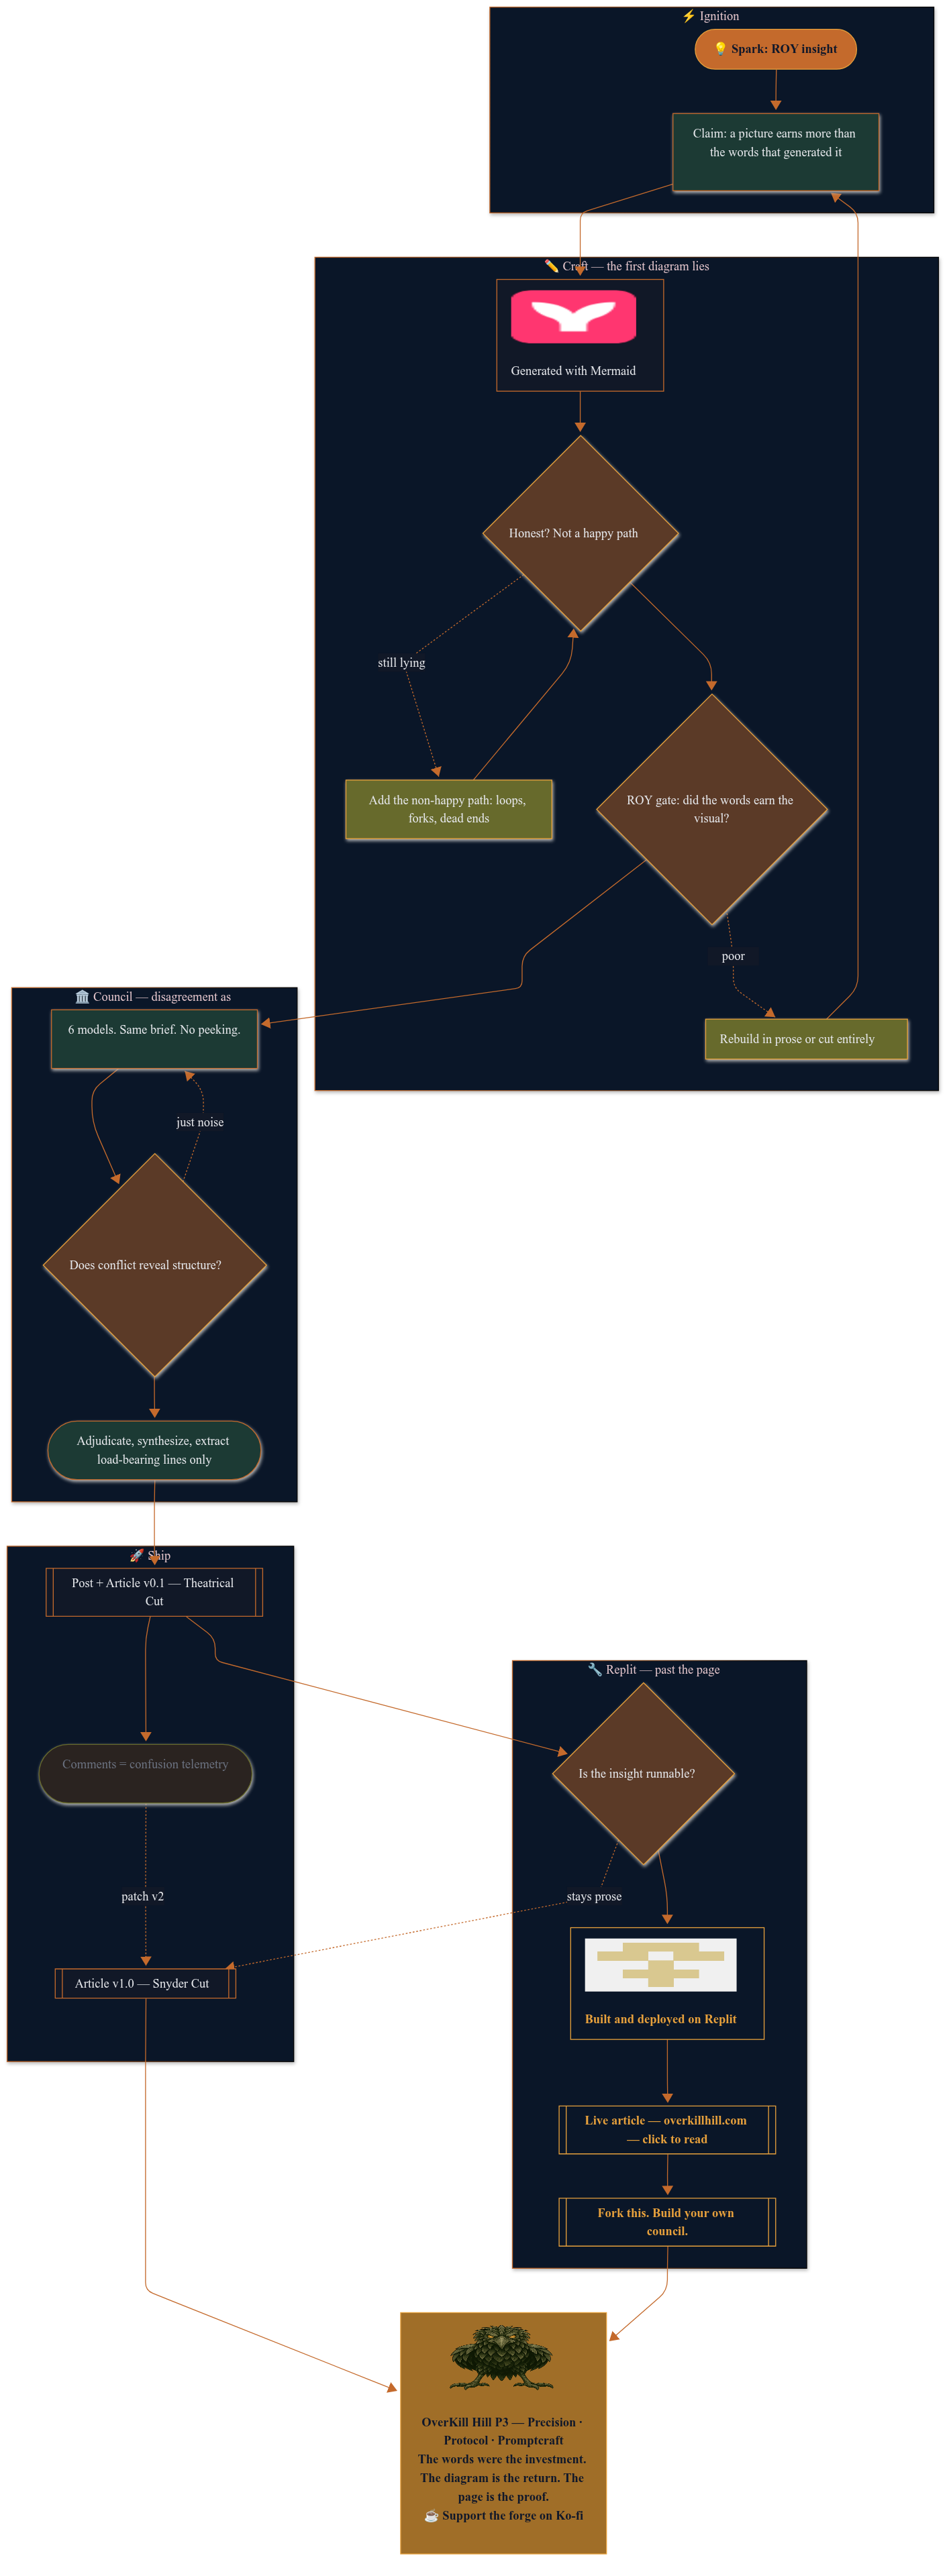 ⚡ Ignition
💡 Spark: ROY insight
Claim: a picture earns more than
the words that generated it
✏️ Craft — the first diagram lies
Generated with Mermaid
Honest? Not a happy path
still lying
Add the non-happy path: loops,
forks, dead ends
ROY gate: did the words earn the
visual?
poor
Rebuild in prose or cut entirely
🏛️ Council — disagreement as
6 models. Same brief. No peeking.
just noise
Does conflict reveal structure?
Adjudicate, synthesize, extract
load-bearing lines only
🚀 Ship
Post + Article v0.1 — Theatrical
Cut
Comments = confusion telemetry
patch v2
Article v1.0 — Snyder Cut
🔧 Replit — past the page
Is the insight runnable?
stays prose
Built and deployed on Replit
Live article — overkillhill.com
— click to read
Fork this. Build your own
council.
OverKill Hill P3 — Precision ·
Protocol · Promptcraft
The words were the investment.
The diagram is the return. The
page is the proof.
☕ Support the forge on Ko-fi